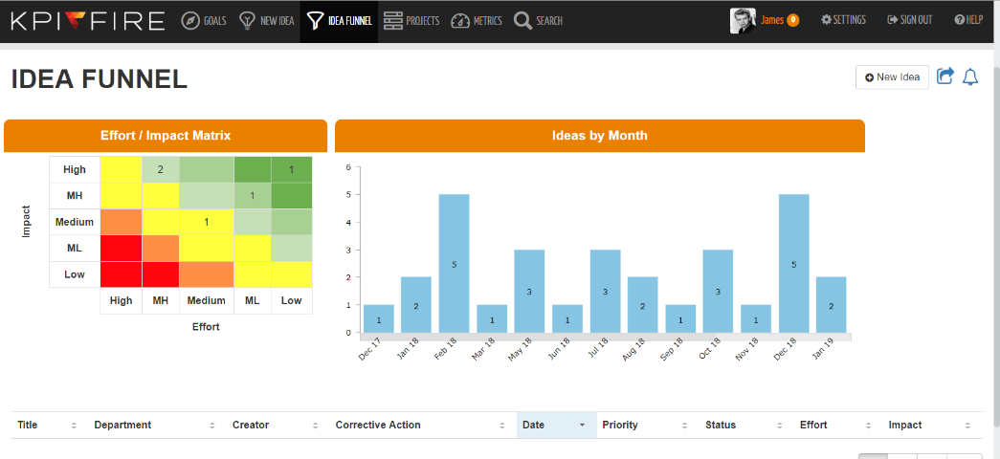 KPI FIRE GOALS NEW IDEA IDEA FUNNEL PROJECTS METRICS SEARCH James 0 SETTINGS SIGN OUT HELP
IDEA FUNNEL
New Idea
Effort / Impact Matrix
Impact
High 2 1
MH 1
Medium 1
ML
Low
High MH Medium ML Low
Effort
Ideas by Month
6
5
4
3
2
1
0
1 2 5 1 3 1 3 2 1 3 1 5 2
Dec 17 Jan 18 Feb 18 Mar 18 May 18 Jun 18 Jul 18 Aug 18 Sep 18 Oct 18 Nov 18 Dec 18 Jan 19
Title Department Creator Corrective Action Date Priority Status Effort Impact